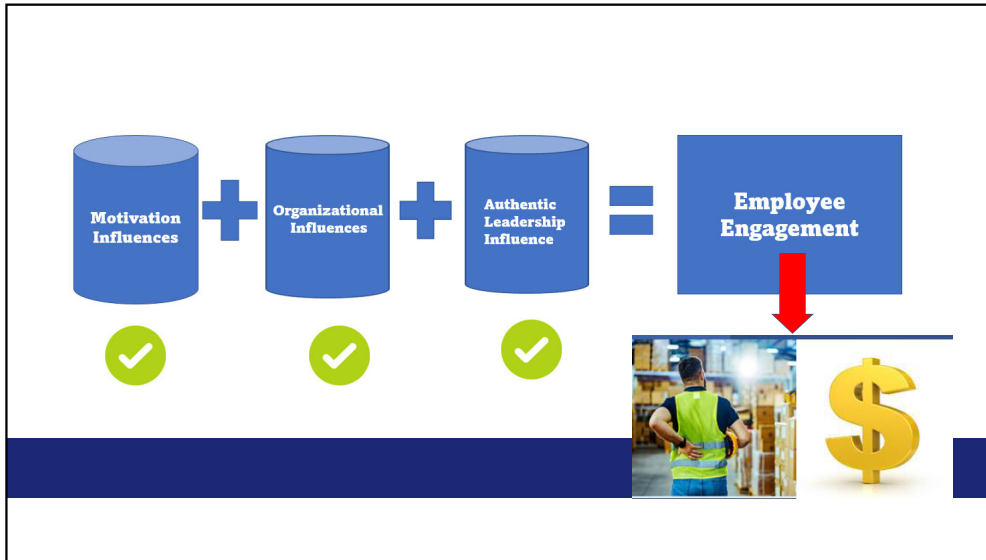 Motivation
Influences
Organizational
Influences
Authentic
Leadership
Influence
Employee
Engagement